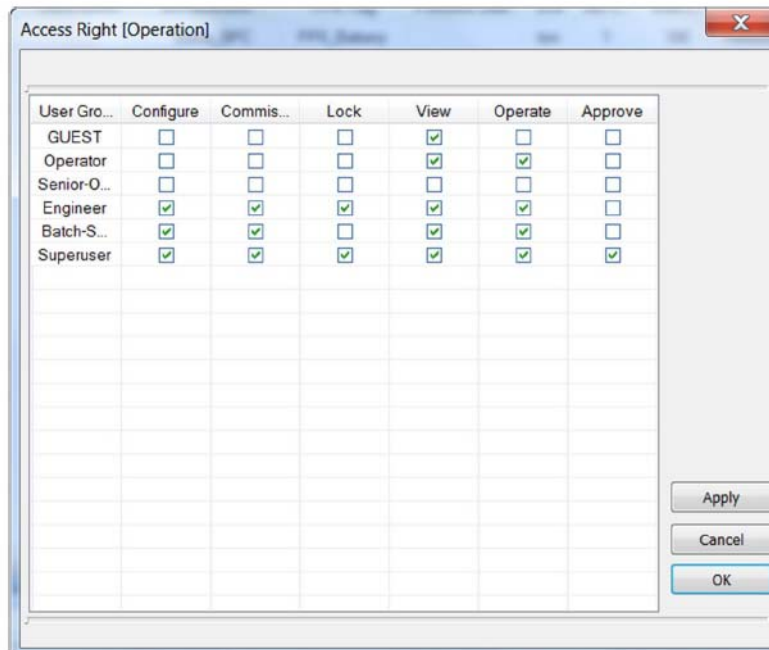 Access Right [Operation]
User Gro... Configure Commis... Lock View Operate Approve
GUEST
Operator
Senior-O...
Engineer
Batch-S...
Superuser
Apply
Cancel
OK